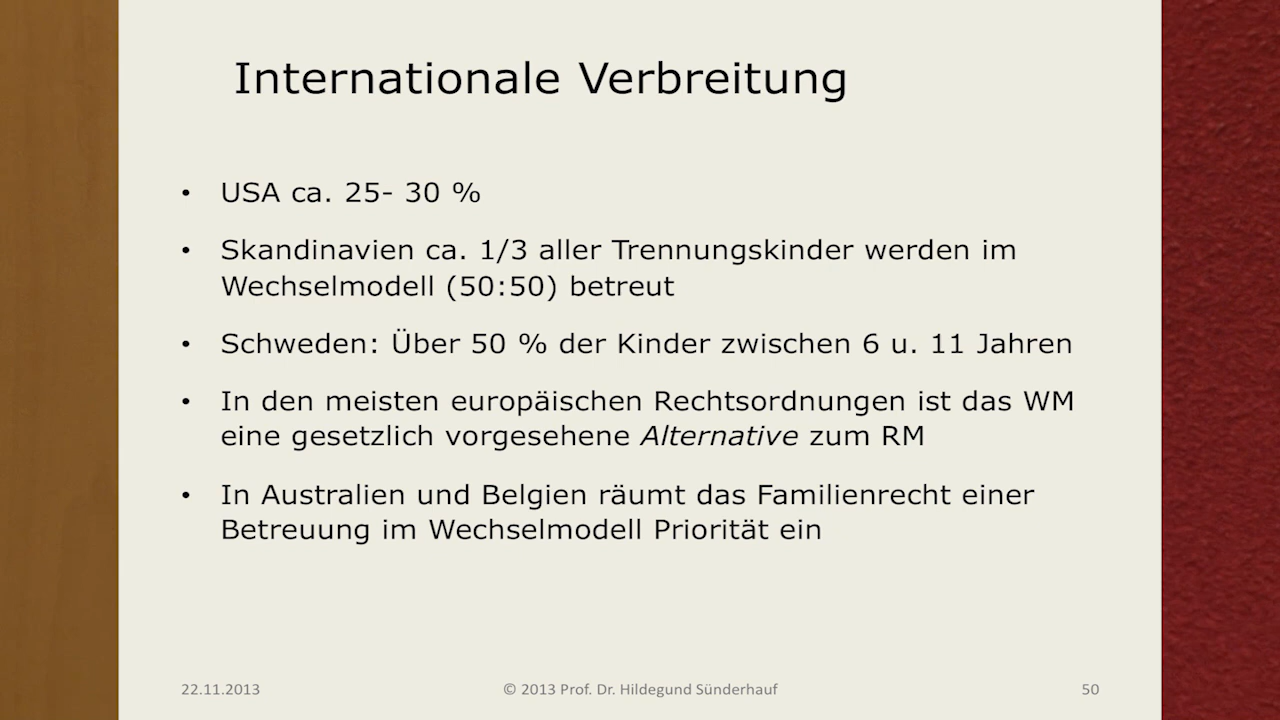 Internationale Verbreitung
• USA ca. 25- 30 %
• Skandinavien ca. 1/3 aller Trennungskinder werden im
Wechselmodell (50:50) betreut
• Schweden: Über 50 % der Kinder zwischen 6 u. 11 Jahren
• In den meisten europäischen Rechtsordnungen ist das WM
eine gesetzlich vorgesehene Alternative zum RM
• In Australien und Belgien räumt das Familienrecht einer
Betreuung im Wechselmodell Priorität ein
22.11.2013 © 2013 Prof. Dr. Hildegund Sünderhauf 50